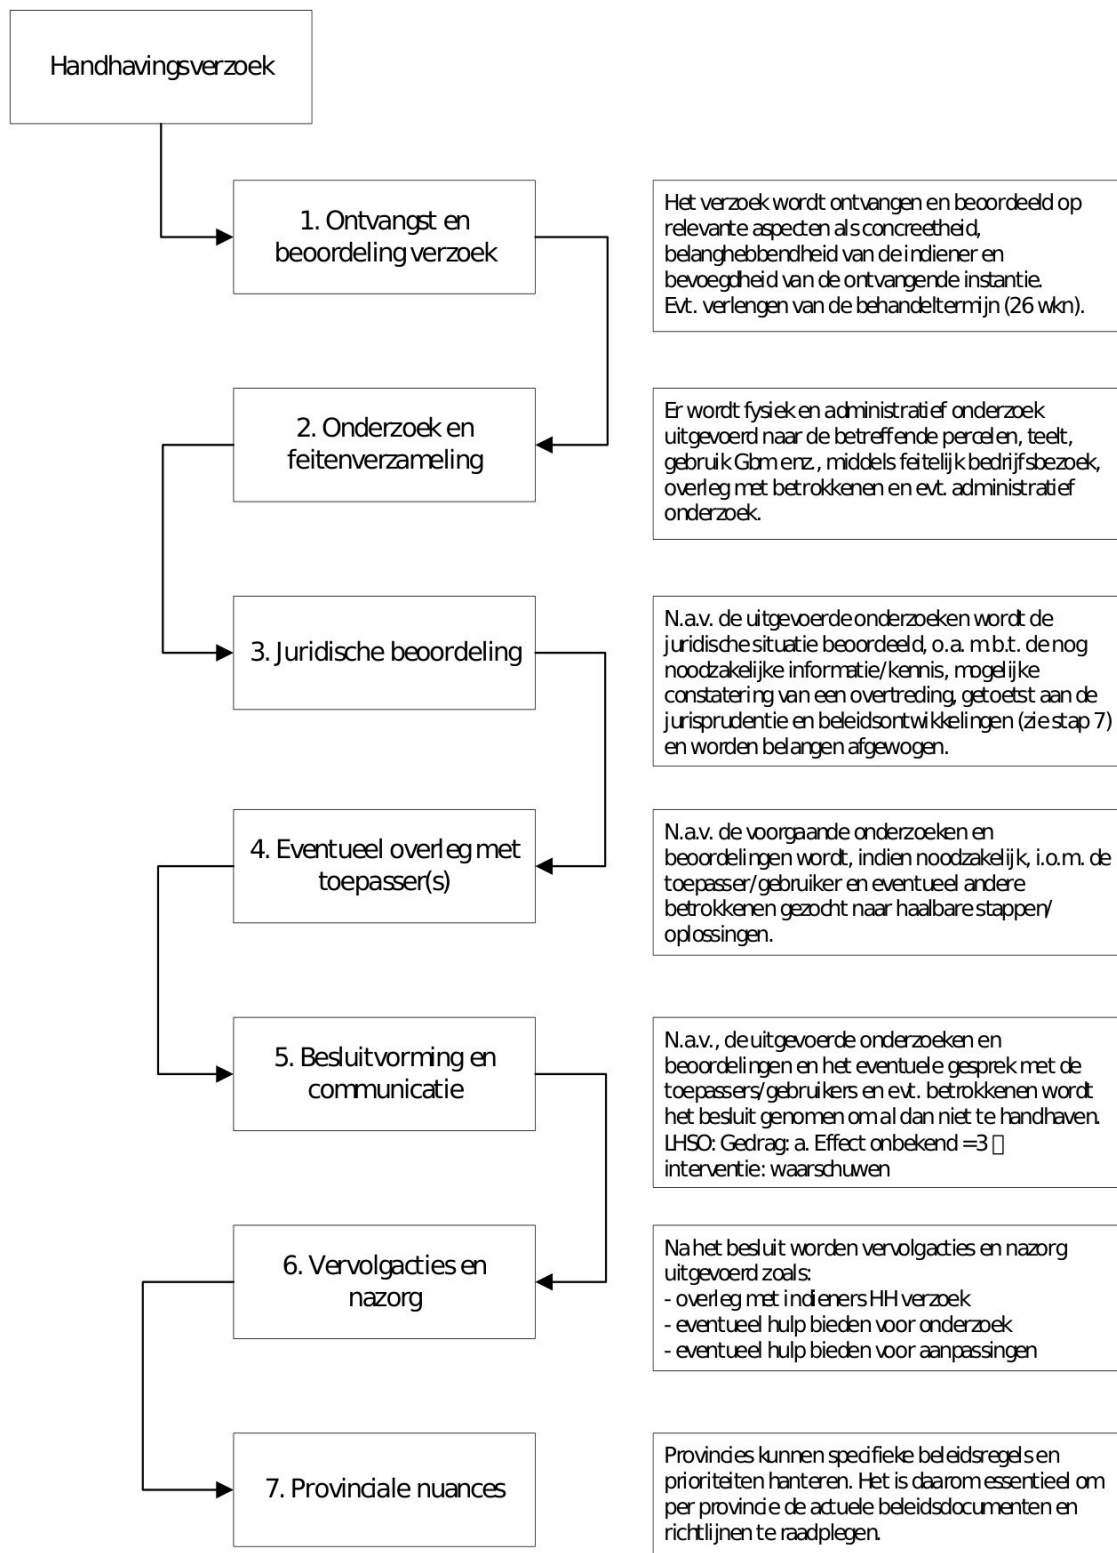 Handhavingsverzoek
1. Ontvangst en
beoordeling verzoek
Het verzoek wordt ontvangen en beoordeeld op
relevante aspecten als concreetheid,
belanghebbendheid van de indiener en
bevoegdheid van de ontvangende instantie.
Evt. verlengen van de behandeltermijn (26 wkn).
2. Onderzoek en
feitenverzameling
Er wordt fysiek en administratief onderzoek
uitgevoerd naar de betreffende percelen, teelt,
gebruik Gbm enz., middels feitelijk bedrijfsbezoek,
overleg met betrokkenen en evt. administratief
onderzoek.
3. Juridische beoordeling
N.a.v. de uitgevoerde onderzoeken wordt de
juridische situatie beoordeeld, o.a. m.b.t. de nog
noodzakelijke informatie/kennis, mogelijke
constatering van een overtreding, getoetst aan de
jurisprudentie en beleidsontwikkelingen (zie stap 7)
en worden belangen afgewogen.
4. Eventueel overleg met
toepasser(s)
N.a.v. de voorgaande onderzoeken en
beoordelingen wordt, indien noodzakelijk, i.o.m. de
toepasser/gebruiker en eventueel andere
betrokkenen gezocht naar haalbare stappen/
oplossingen.
5. Besluitvorming en
communicatie
N.a.v., de uitgevoerde onderzoeken en
beoordelingen en het eventuele gesprek met de
toepassers/gebruikers en evt. betrokkenen wordt
het besluit genomen om al dan niet te handhaven.
LHSO: Gedrag: a. Effect onbekend =3 □
interventie: waarschuwen
6. Vervolgacties en
nazorg
Na het besluit worden vervolgacties en nazorg
uitgevoerd zoals:
- overleg met indieners HH verzoek
- eventueel hulp bieden voor onderzoek
- eventueel hulp bieden voor aanpassingen
7. Provinciale nuances
Provincies kunnen specifieke beleidsregels en
prioriteiten hanteren. Het is daarom essentieel om
per provincie de actuele beleidsdocumenten en
richtlijnen te raadplegen.